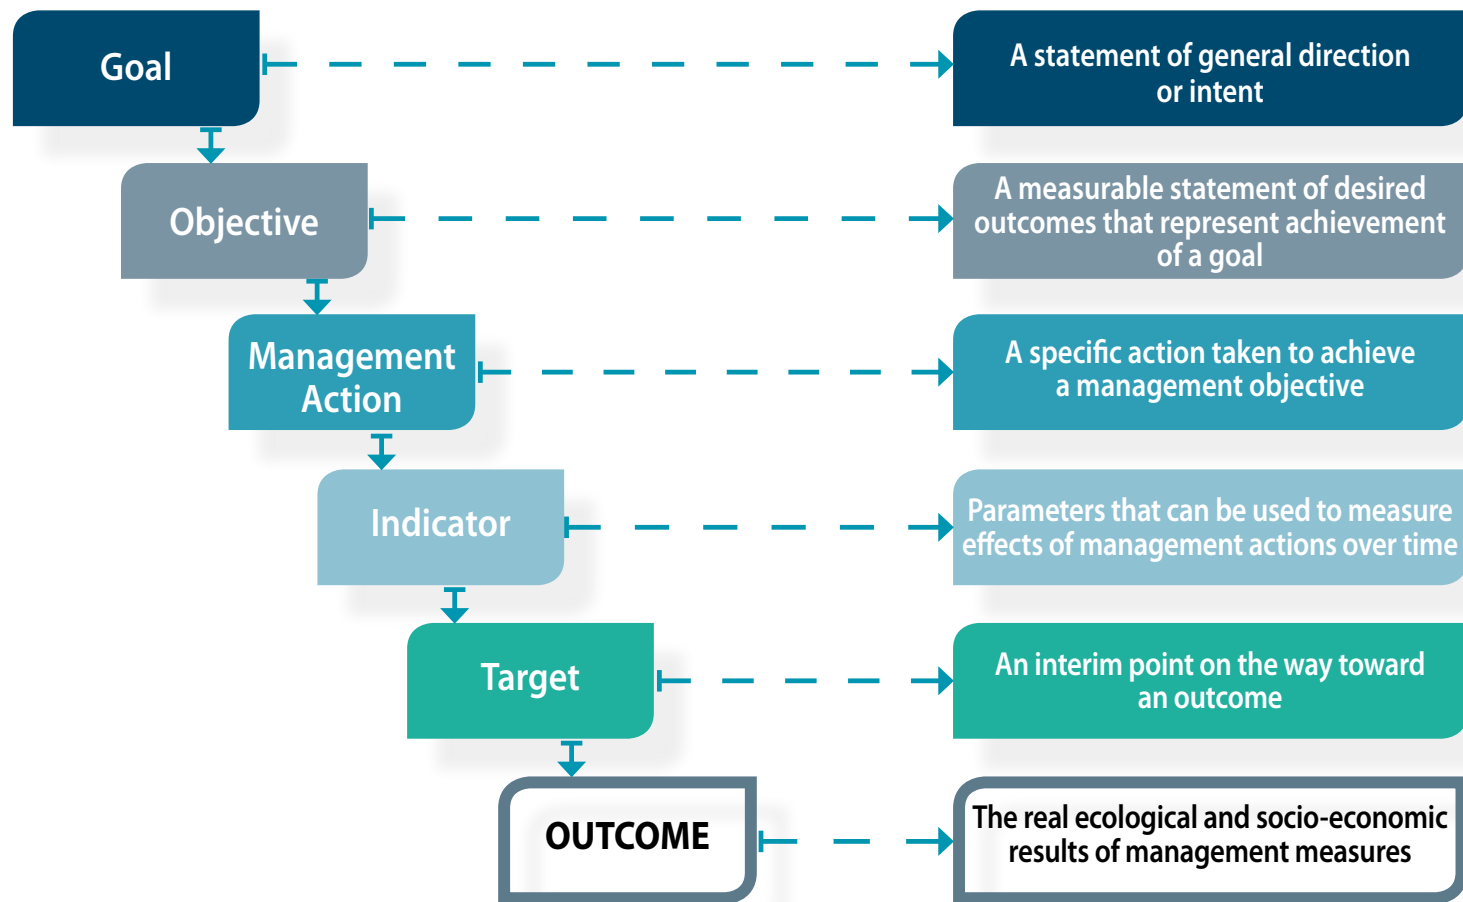 Goal
A statement of general direction
or intent
Objective
A measurable statement of desired
outcomes that represent achievement
of a goal
Management
Action
A specific action taken to achieve
a management objective
Indicator
Parameters that can be used to measure
effects of management actions over time
Target
An interim point on the way toward
an outcome
OUTCOME
The real ecological and socio-economic
results of management measures